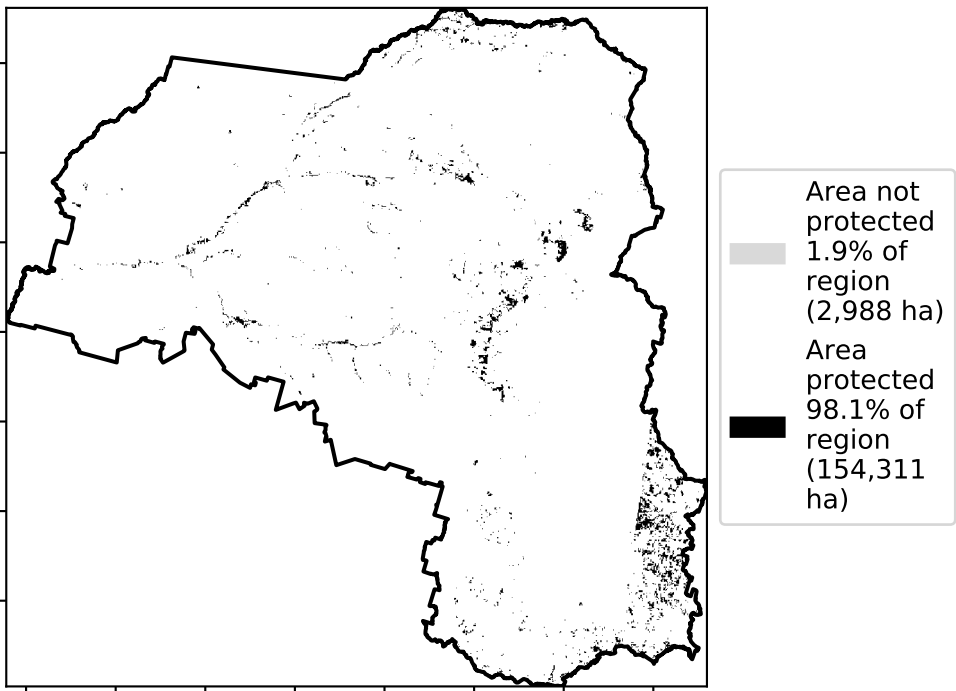 Area not
protected
1.9% of
region
(2,988 ha)
Area
protected
98.1% of
region
(154,311
ha)